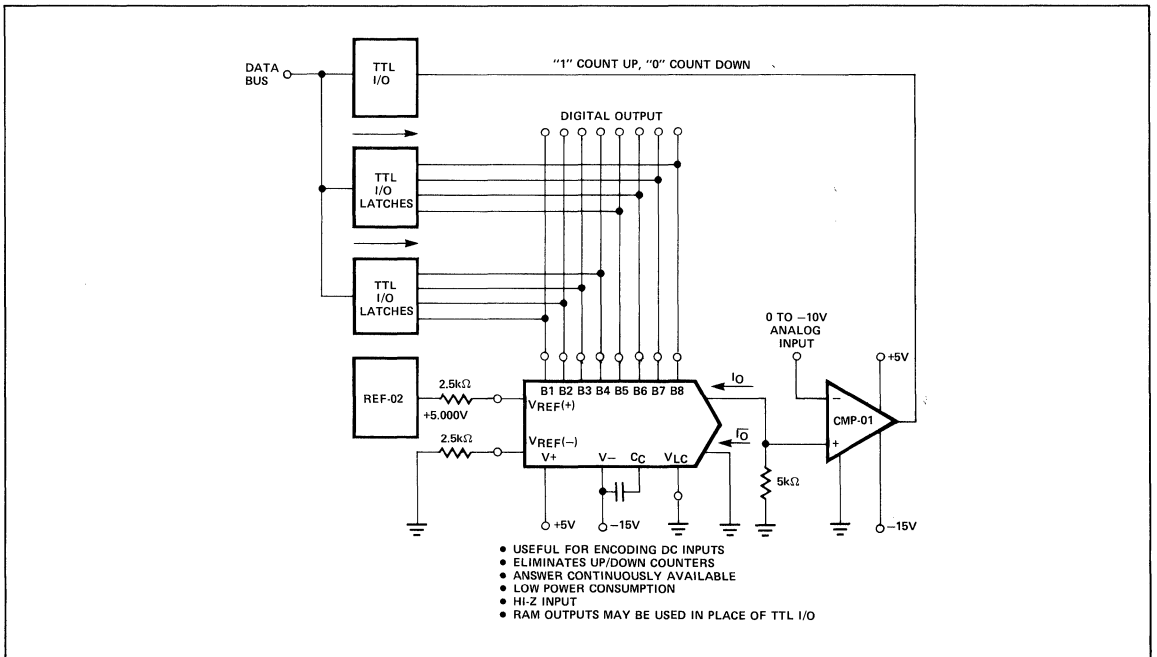 DATA
BUS
TTL
I/O
"1" COUNT UP, "0" COUNT DOWN
DIGITAL OUTPUT
TTL
I/O
LATCHES
TTL
I/O
LATCHES
0 TO −10V
ANALOG
INPUT
+5V
REF-02
2.5kΩ
+5.000V
2.5kΩ
B1 B2 B3 B4 B5 B6 B7 B8
VREF(+)
VREF(−)
V+
V−
CC
VLC
IO
I̅O̅
−
CMP-01
+
5kΩ
+5V
−15V
−15V
• USEFUL FOR ENCODING DC INPUTS
• ELIMINATES UP/DOWN COUNTERS
• ANSWER CONTINUOUSLY AVAILABLE
• LOW POWER CONSUMPTION
• HI-Z INPUT
• RAM OUTPUTS MAY BE USED IN PLACE OF TTL I/O